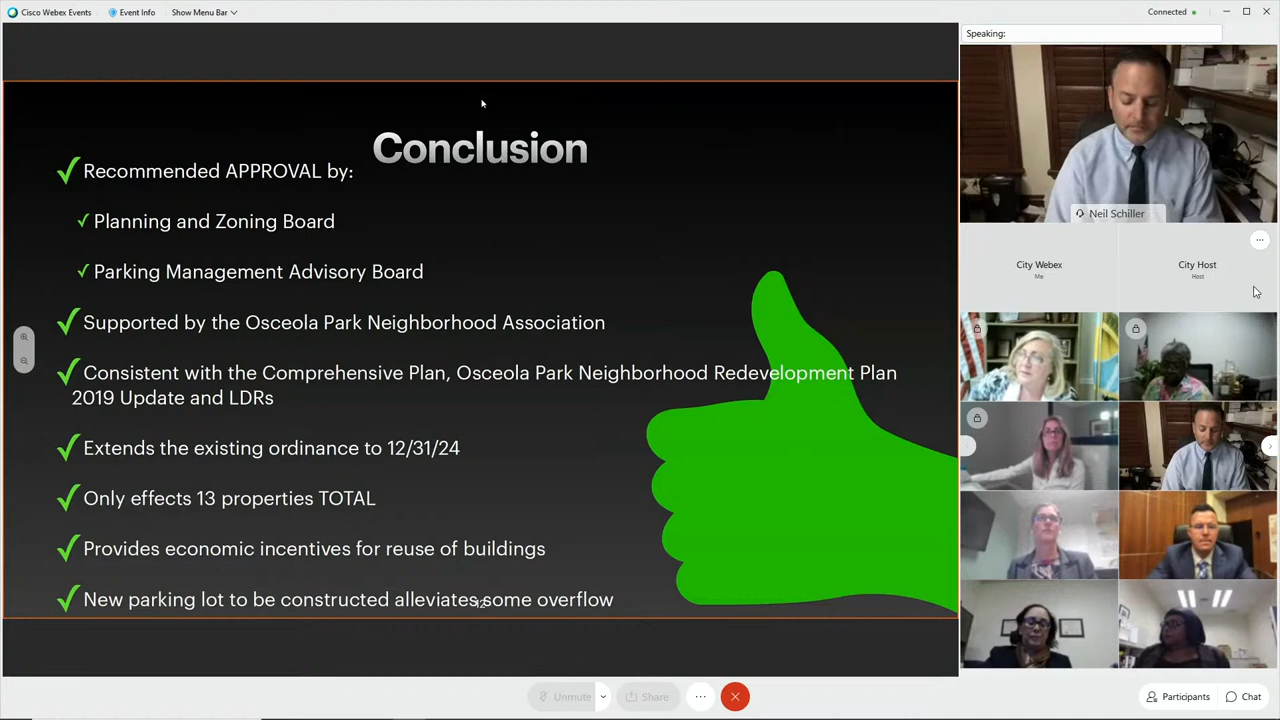 Cisco Webex Events
Event Info
Show Menu Bar
Connected
Speaking:
Conclusion
Recommended APPROVAL by:
Planning and Zoning Board
Parking Management Advisory Board
Supported by the Osceola Park Neighborhood Association
Consistent with the Comprehensive Plan, Osceola Park Neighborhood Redevelopment Plan
2019 Update and LDRs
Extends the existing ordinance to 12/31/24
Only effects 13 properties TOTAL
Provides economic incentives for reuse of buildings
New parking lot to be constructed alleviates some overflow
12
Neil Schiller
City Webex
Me
City Host
Host
Unmute
Share
Participants
Chat